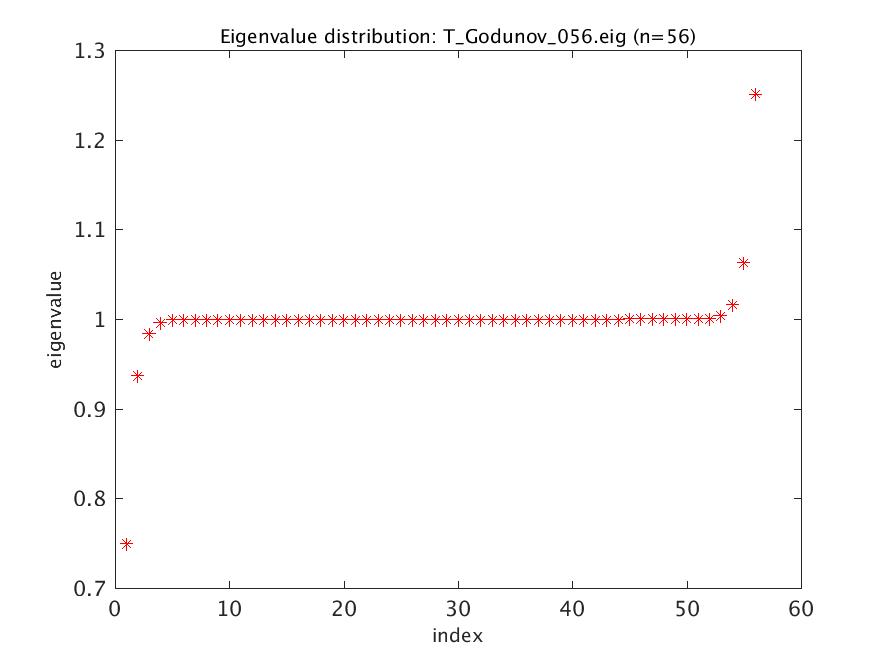 Eigenvalue distribution: T_Godunov_056.eig (n=56)
1.3
1.2
1.1
1
0.9
0.8
0.7
eigenvalue
0 10 20 30 40 50 60
index